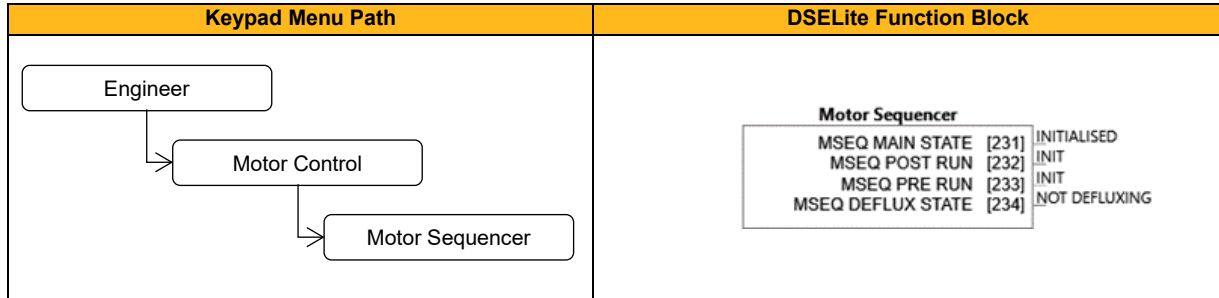 Keypad Menu Path
DSELite Function Block
Engineer
Motor Control
Motor Sequencer
Motor Sequencer
MSEQ MAIN STATE [231] INITIALISED
MSEQ POST RUN [232] INIT
MSEQ PRE RUN [233] INIT
MSEQ DEFLUX STATE [234] NOT DEFLUXING